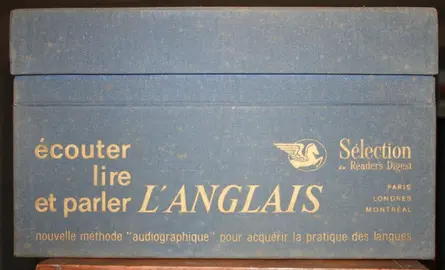 écouter
lire
et parler L'ANGLAIS
Sélection
du Reader's Digest
PARIS
LONDRES
MONTRÉAL
nouvelle méthode "audiographique" pour acquérir la pratique des langues